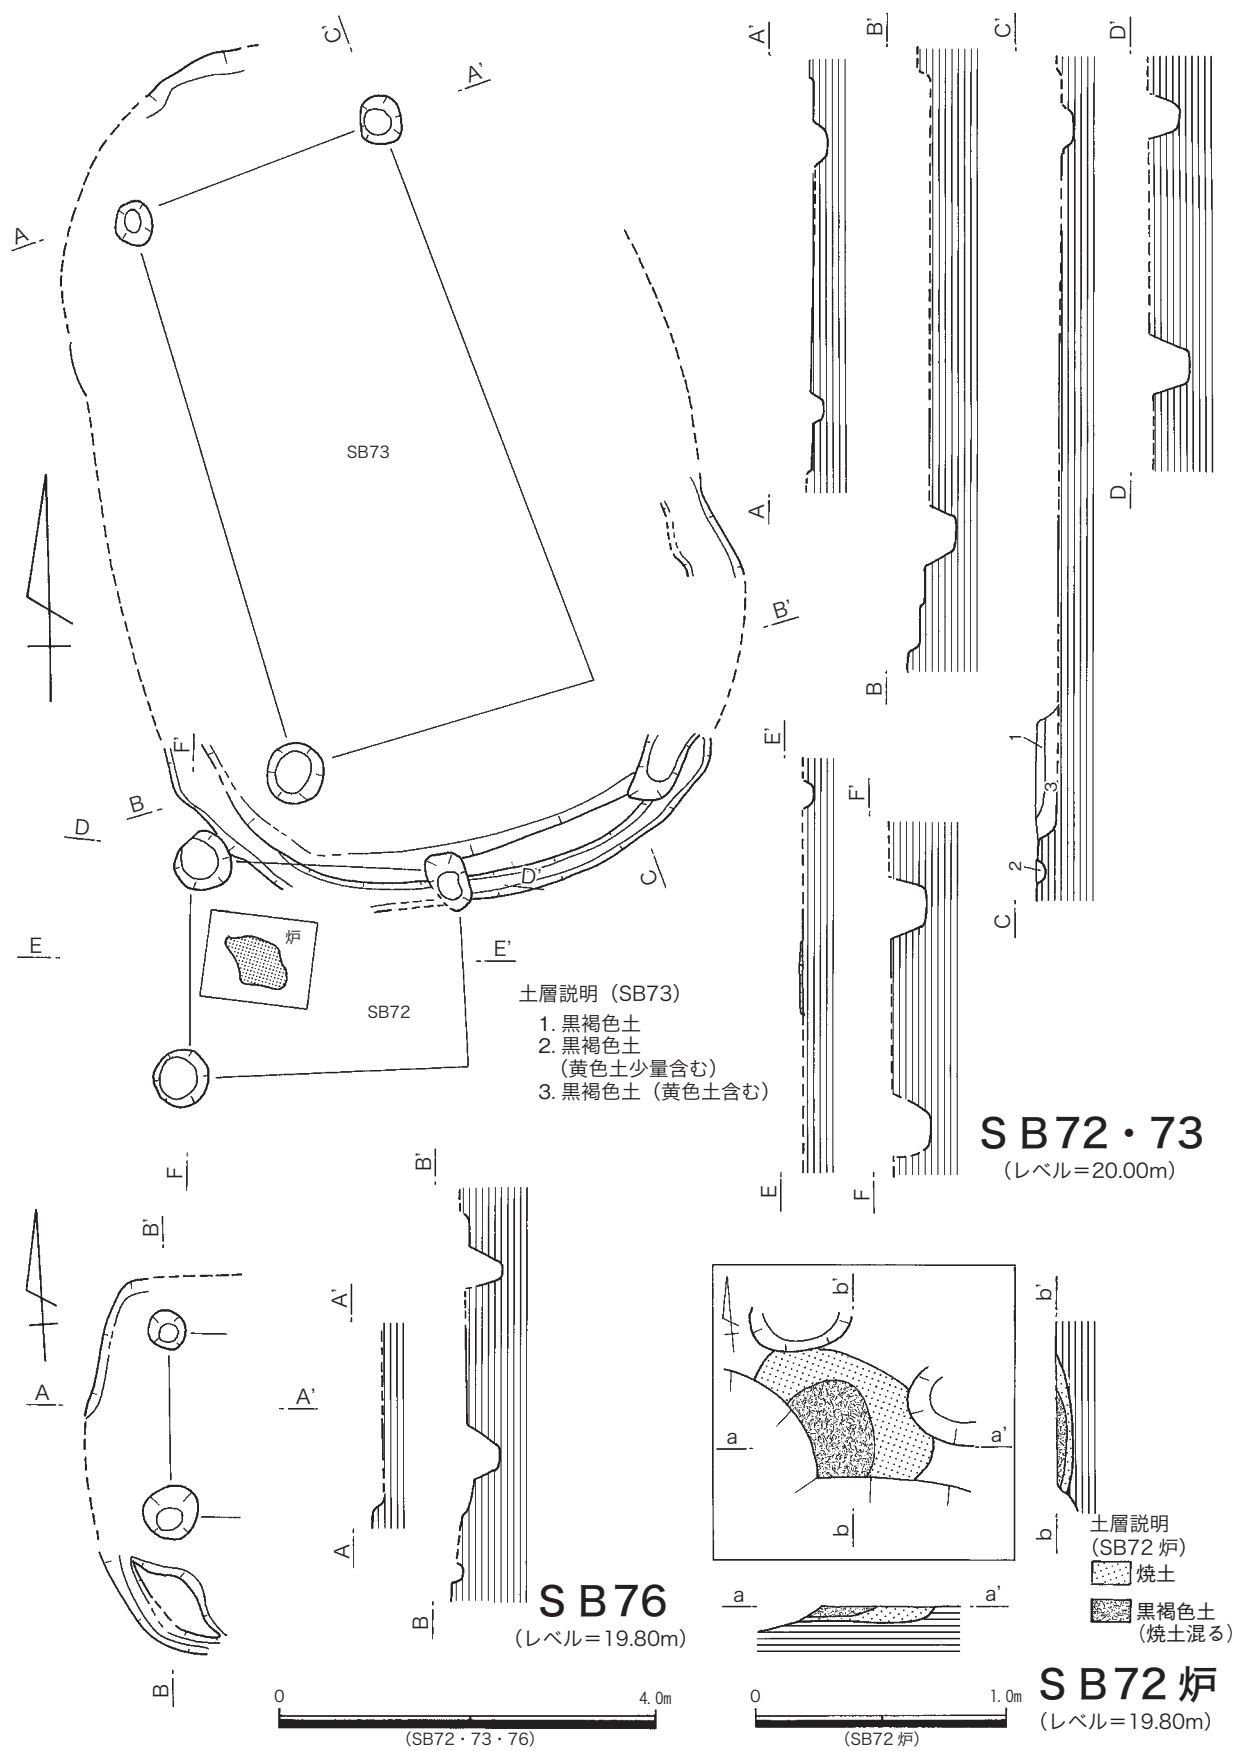 C'
A'
A
SB73
B'
F'
B
D
C
D'
E
炉
E'
SB72
F
土層説明（SB73）
1. 黒褐色土
2. 黒褐色土
（黄色土少量含む）
3. 黒褐色土（黄色土含む）
A'
B'
C'
D'
A
B
D
E'
F'
1
3
2
C
E
F
ＳＢ72・73
（レベル＝20.00m）
B'
A
A'
B
B'
A'
A
B
ＳＢ76
（レベル＝19.80m）
b'
a
a'
b
b'
b
土層説明
（SB72 炉）
焼土
黒褐色土
（焼土混る）
a
a'
ＳＢ72 炉
（レベル＝19.80m）
0
4.0m
（SB72・73・76）
0
1.0m
（SB72 炉）